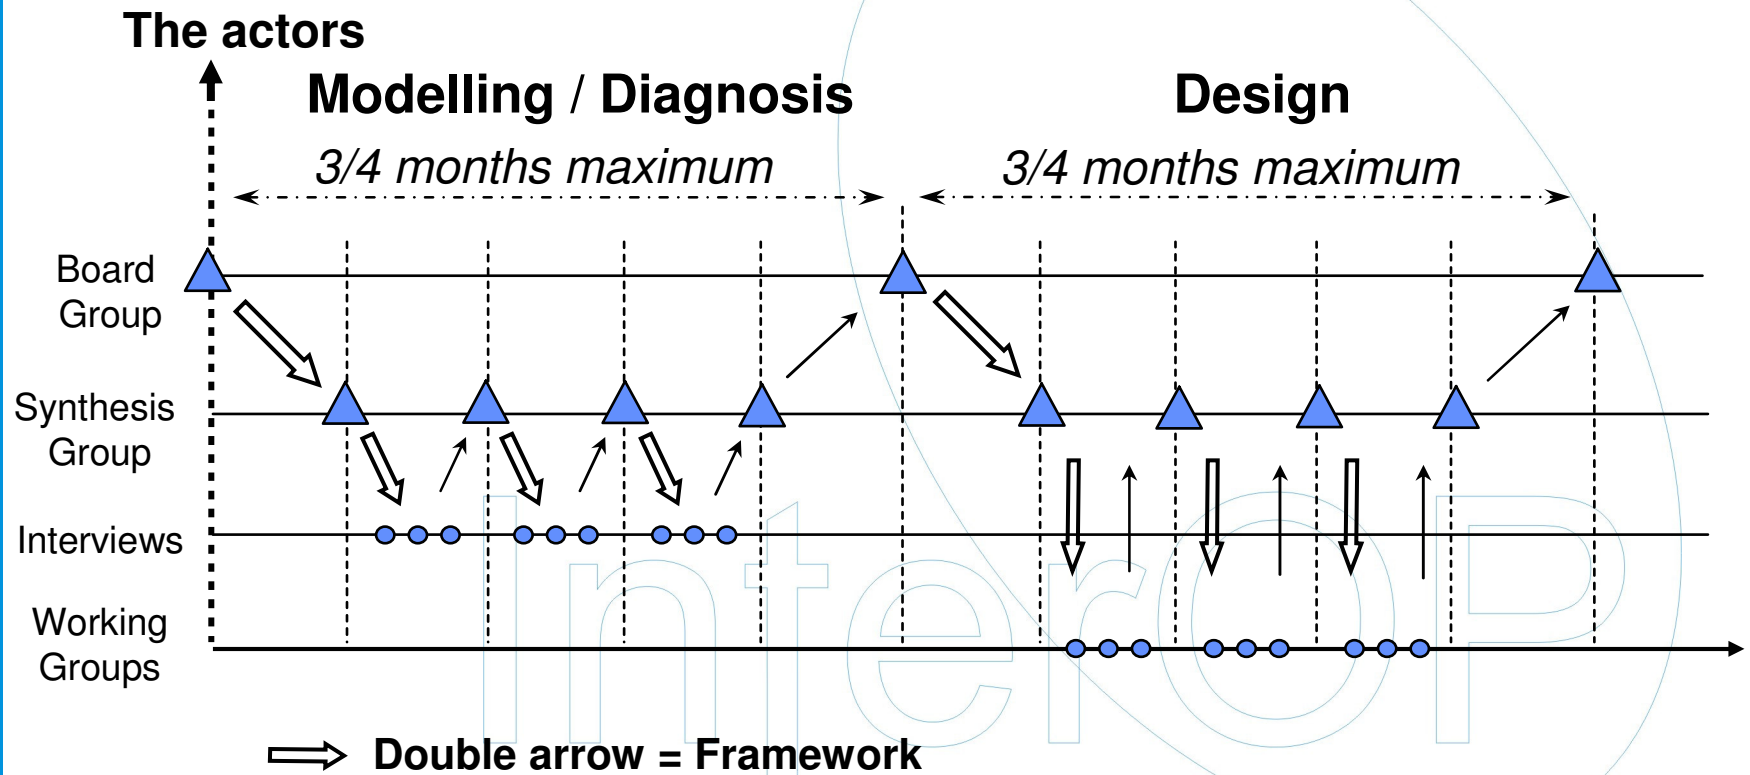 The actors
Modelling / Diagnosis
Design
3/4 months maximum
3/4 months maximum
Board
Group
Synthesis
Group
Interviews
Working
Groups
InterOP
Double arrow = Framework